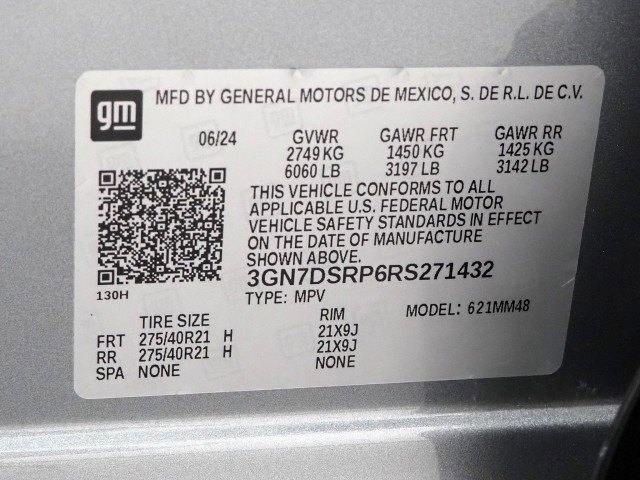 gm MFD BY GENERAL MOTORS DE MEXICO, S. DE R.L. DE C.V.
06/24 GVWR GAWR FRT GAWR RR
2749 KG 1450 KG 1425 KG
6060 LB 3197 LB 3142 LB
THIS VEHICLE CONFORMS TO ALL
APPLICABLE U.S. FEDERAL MOTOR
VEHICLE SAFETY STANDARDS IN EFFECT
ON THE DATE OF MANUFACTURE
SHOWN ABOVE.
3GN7DSRP6RS271432
130H TYPE: MPV MODEL: 621MM48
TIRE SIZE RIM
FRT 275/40R21 H 21X9J
RR 275/40R21 H 21X9J
SPA NONE NONE